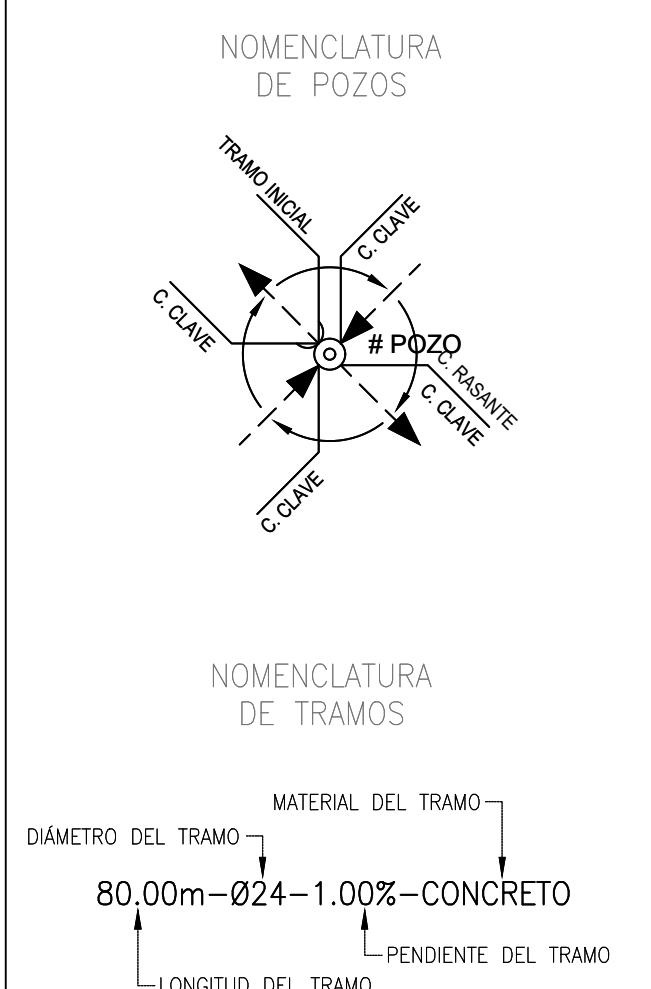 NOMENCLATURA
DE POZOS
TRAMO INICIAL
C. CLAVE
C. CLAVE
# POZO
C. RASANTE
C. CLAVE
C. CLAVE
NOMENCLATURA
DE TRAMOS
MATERIAL DEL TRAMO
DIÁMETRO DEL TRAMO
80.00m-Ø24-1.00%-CONCRETO
PENDIENTE DEL TRAMO
LONGITUD DEL TRAMO